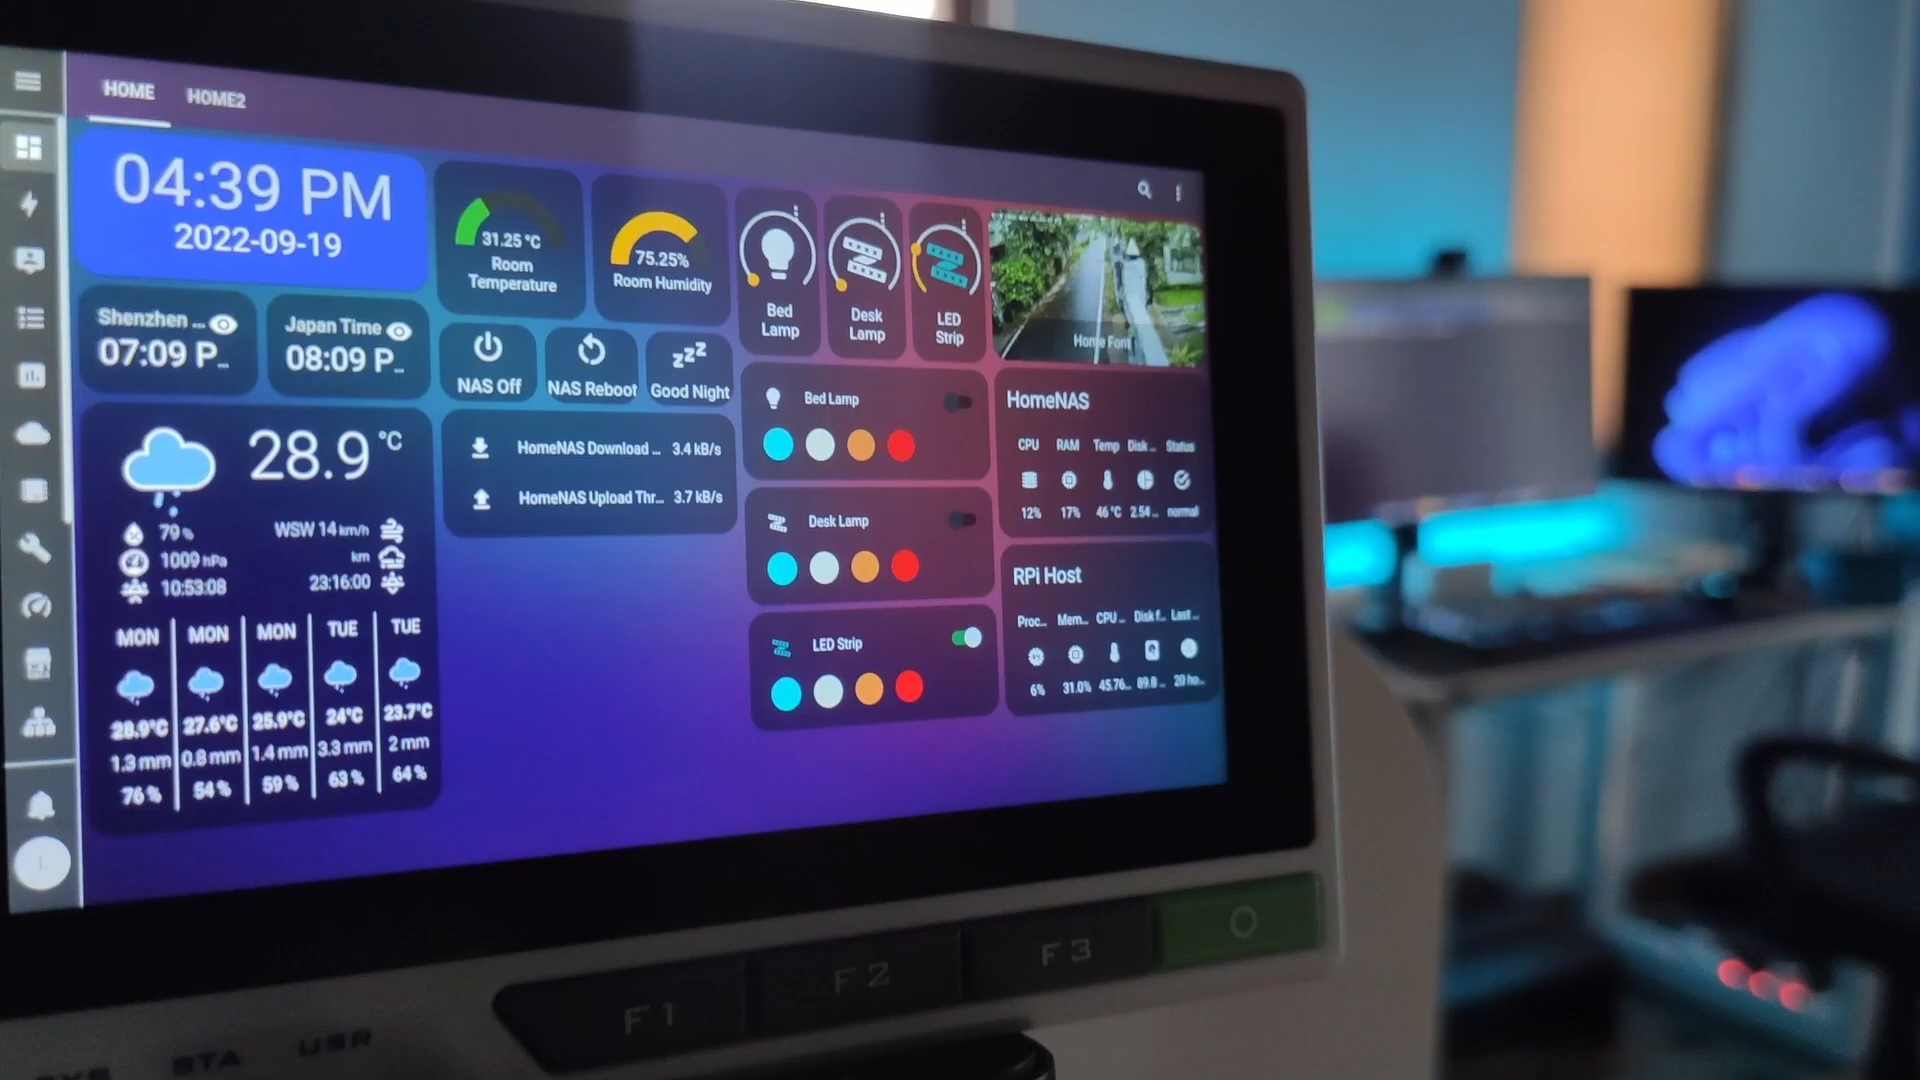 HOME HOME2
04:39 PM
2022-09-19
Shenzhen ...
07:09 P...
Japan Time
08:09 P...
28.9 °C
79 %
1009 hPa
10:53:08
WSW 14 km/h
km
23:16:00
MON MON MON TUE TUE
28.9°C 27.6°C 25.9°C 24°C 23.7°C
1.3 mm 0.8 mm 1.4 mm 3.3 mm 2 mm
76 % 54 % 59 % 63 % 64 %
31.25 °C
Room
Temperature
75.25%
Room Humidity
NAS Off
NAS Reboot
zzz
Good Night
HomeNAS Download ... 3.4 kB/s
HomeNAS Upload Thr... 3.7 kB/s
Bed
Lamp
Desk
Lamp
LED
Strip
Bed Lamp
Desk Lamp
LED Strip
Home Font
HomeNAS
CPU RAM Temp Disk ... Status
12% 17% 46 °C 2.54 ... normal
RPi Host
Proc... Mem... CPU ... Disk f... Last ...
6% 31.0% 45.76... 89.8 ... 20 ho...
F1 F2 F3 O
STA USR